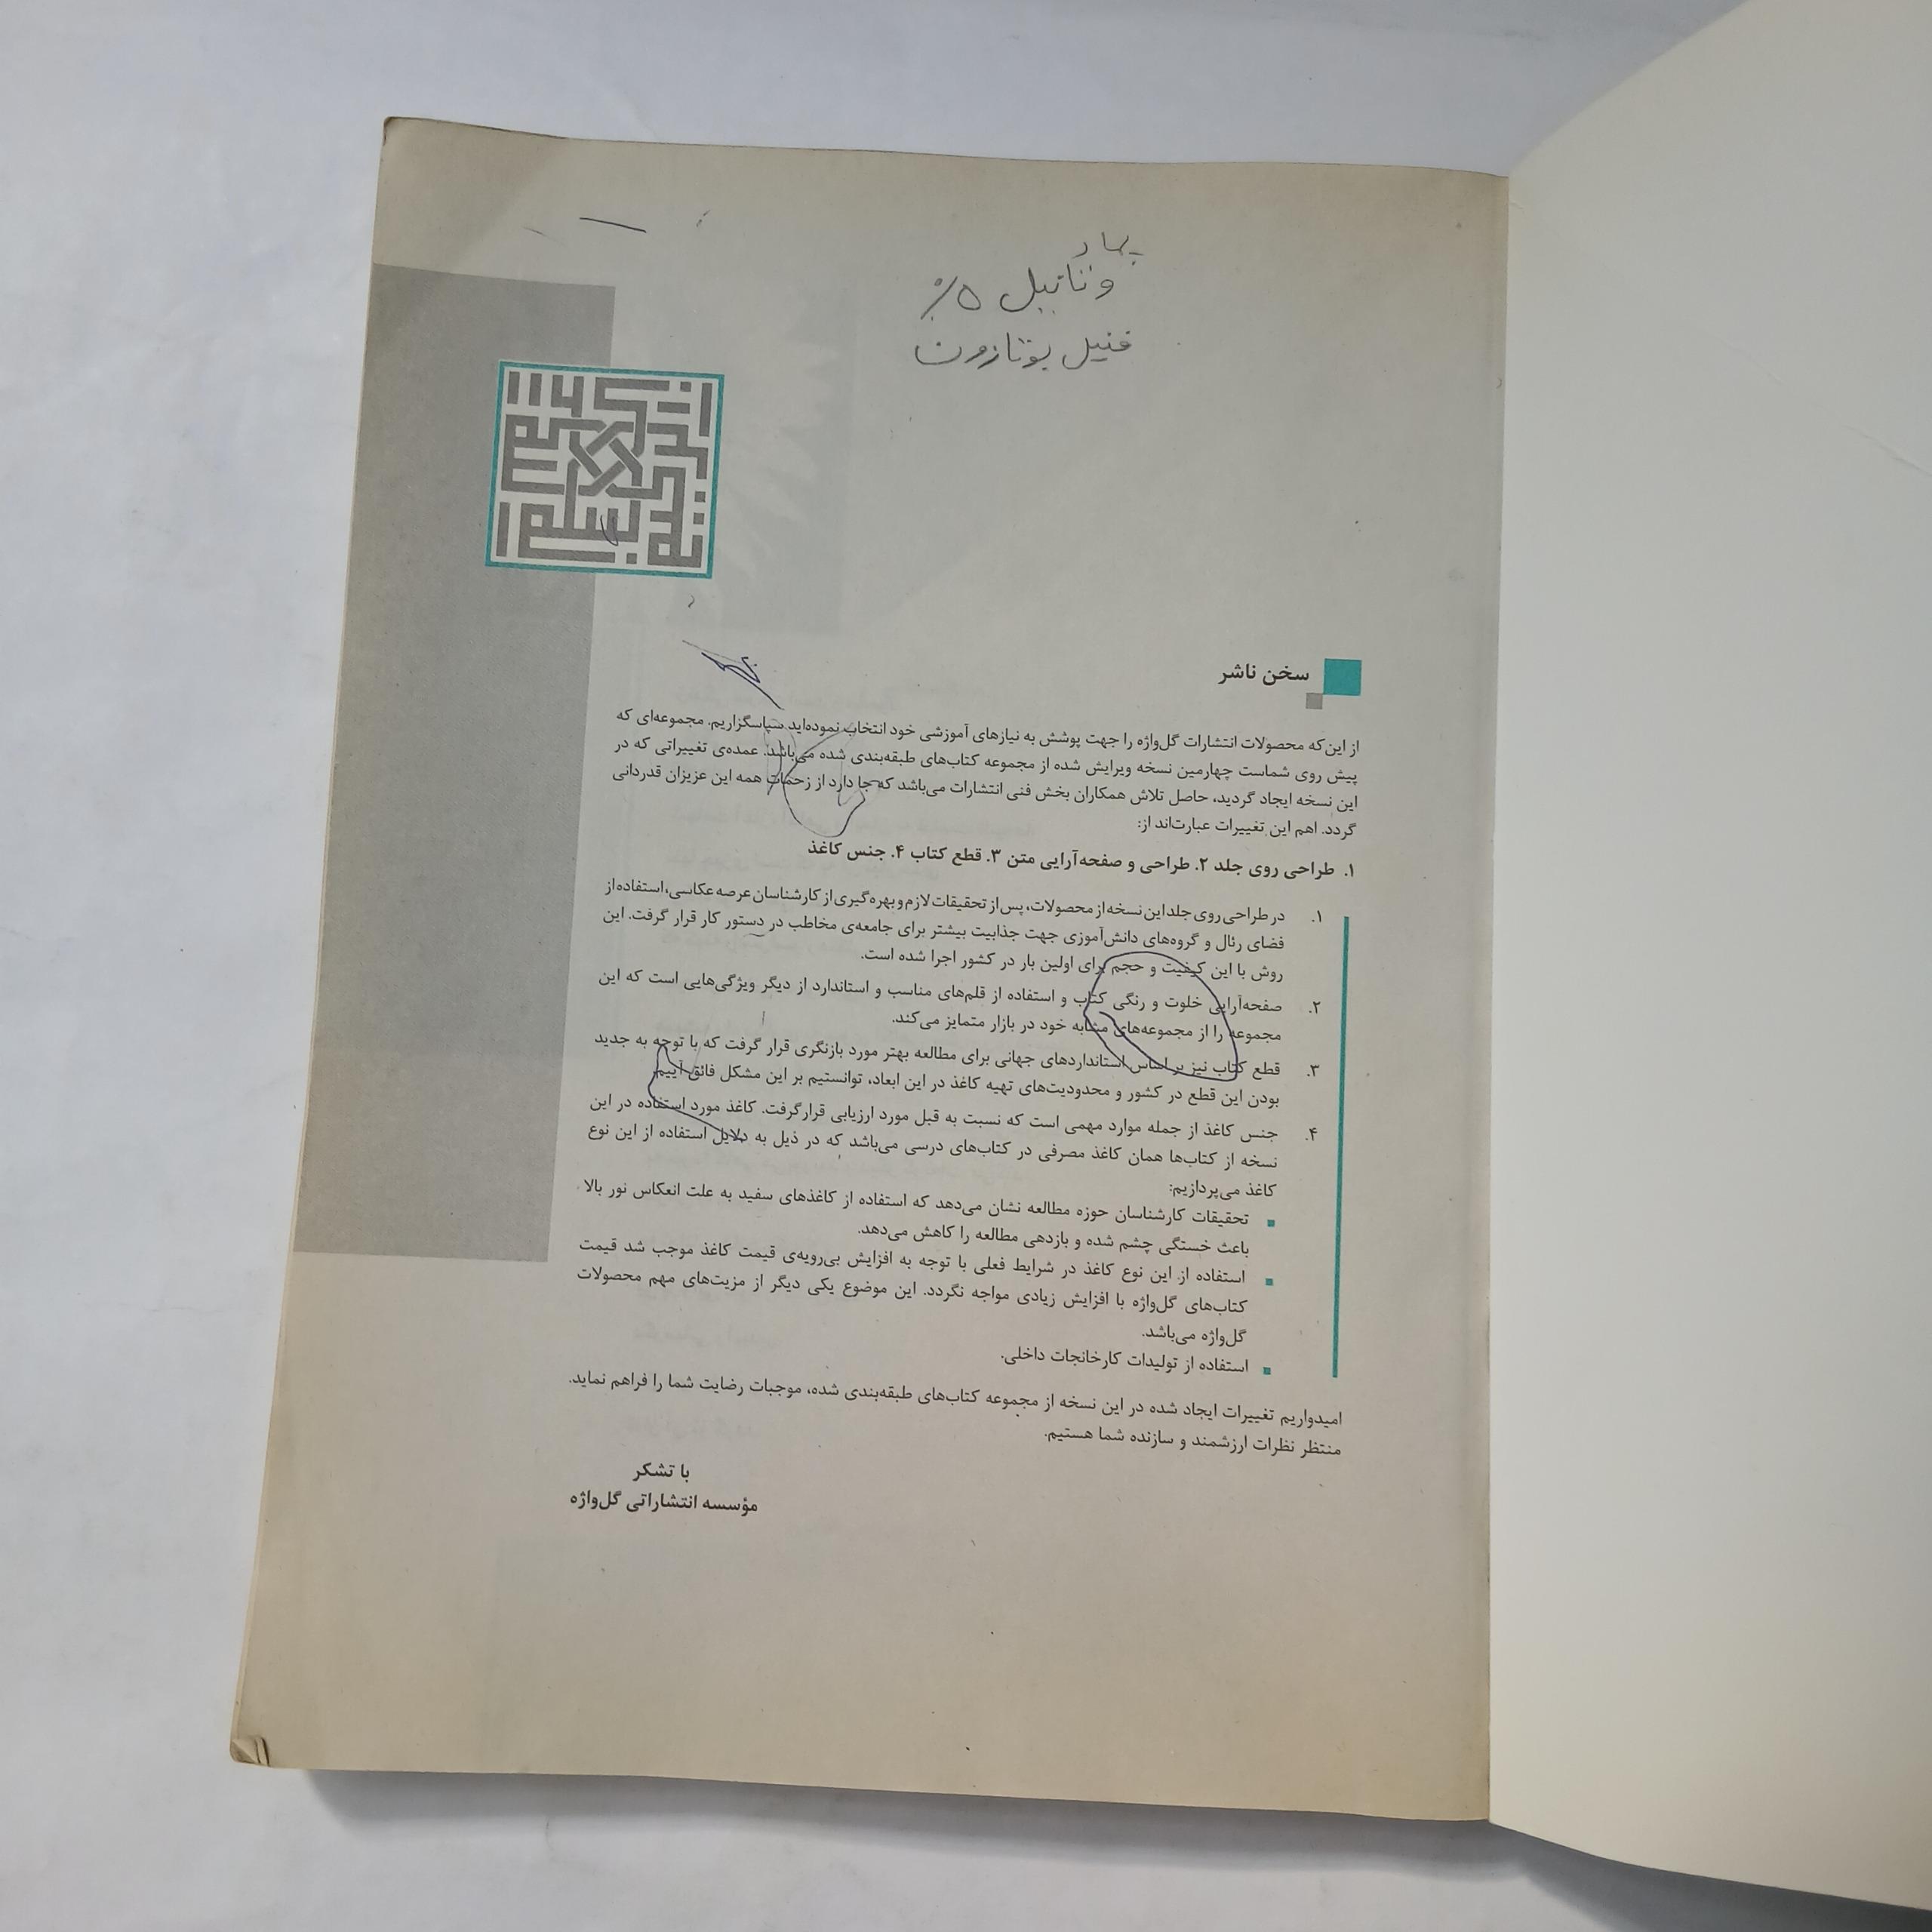 پماد
وتاتبیل ۵٪
فنیل بوتازون
سخن ناشر
از این‌که محصولات انتشارات گل‌واژه را جهت پوشش به نیازهای آموزشی خود انتخاب نموده‌اید سپاسگزاریم. مجموعه‌ای که
پیش روی شماست چهارمین نسخه ویرایش شده از مجموعه کتاب‌های طبقه‌بندی شده می‌باشد. عمده‌ی تغییراتی که در
این نسخه ایجاد گردید، حاصل تلاش همکاران بخش فنی انتشارات می‌باشد که جا دارد از زحمات همه این عزیزان قدردانی
گردد. اهم این تغییرات عبارت‌اند از:
۱. طراحی روی جلد ۲. طراحی و صفحه‌آرایی متن ۳. قطع کتاب ۴. جنس کاغذ
۱. در طراحی روی جلد این نسخه از محصولات، پس از تحقیقات لازم و بهره‌گیری از کارشناسان عرصه عکاسی، استفاده از
فضای رئال و گروه‌های دانش‌آموزی جهت جذابیت بیشتر برای جامعه‌ی مخاطب در دستور کار قرار گرفت. این
روش با این کیفیت و حجم برای اولین بار در کشور اجرا شده است.
۲. صفحه‌آرایی خلوت و رنگی کتاب و استفاده از قلم‌های مناسب و استاندارد از دیگر ویژگی‌هایی است که این
مجموعه را از مجموعه‌های مشابه خود در بازار متمایز می‌کند.
۳. قطع کتاب نیز بر اساس استانداردهای جهانی برای مطالعه بهتر مورد بازنگری قرار گرفت که با توجه به جدید
بودن این قطع در کشور و محدودیت‌های تهیه کاغذ در این ابعاد، توانستیم بر این مشکل فائق آییم.
۴. جنس کاغذ از جمله موارد مهمی است که نسبت به قبل مورد ارزیابی قرارگرفت. کاغذ مورد استفاده در این
نسخه از کتاب‌ها همان کاغذ مصرفی در کتاب‌های درسی می‌باشد که در ذیل به دلایل استفاده از این نوع
کاغذ می‌پردازیم:
تحقیقات کارشناسان حوزه مطالعه نشان می‌دهد که استفاده از کاغذهای سفید به علت انعکاس نور بالا
باعث خستگی چشم شده و بازدهی مطالعه را کاهش می‌دهد.
استفاده از این نوع کاغذ در شرایط فعلی با توجه به افزایش بی‌رویه‌ی قیمت کاغذ موجب شد قیمت
کتاب‌های گل‌واژه با افزایش زیادی مواجه نگردد. این موضوع یکی دیگر از مزیت‌های مهم محصولات
گل‌واژه می‌باشد.
استفاده از تولیدات کارخانجات داخلی.
امیدواریم تغییرات ایجاد شده در این نسخه از مجموعه کتاب‌های طبقه‌بندی شده، موجبات رضایت شما را فراهم نماید.
منتظر نظرات ارزشمند و سازنده شما هستیم.
با تشکر
مؤسسه انتشاراتی گل‌واژه